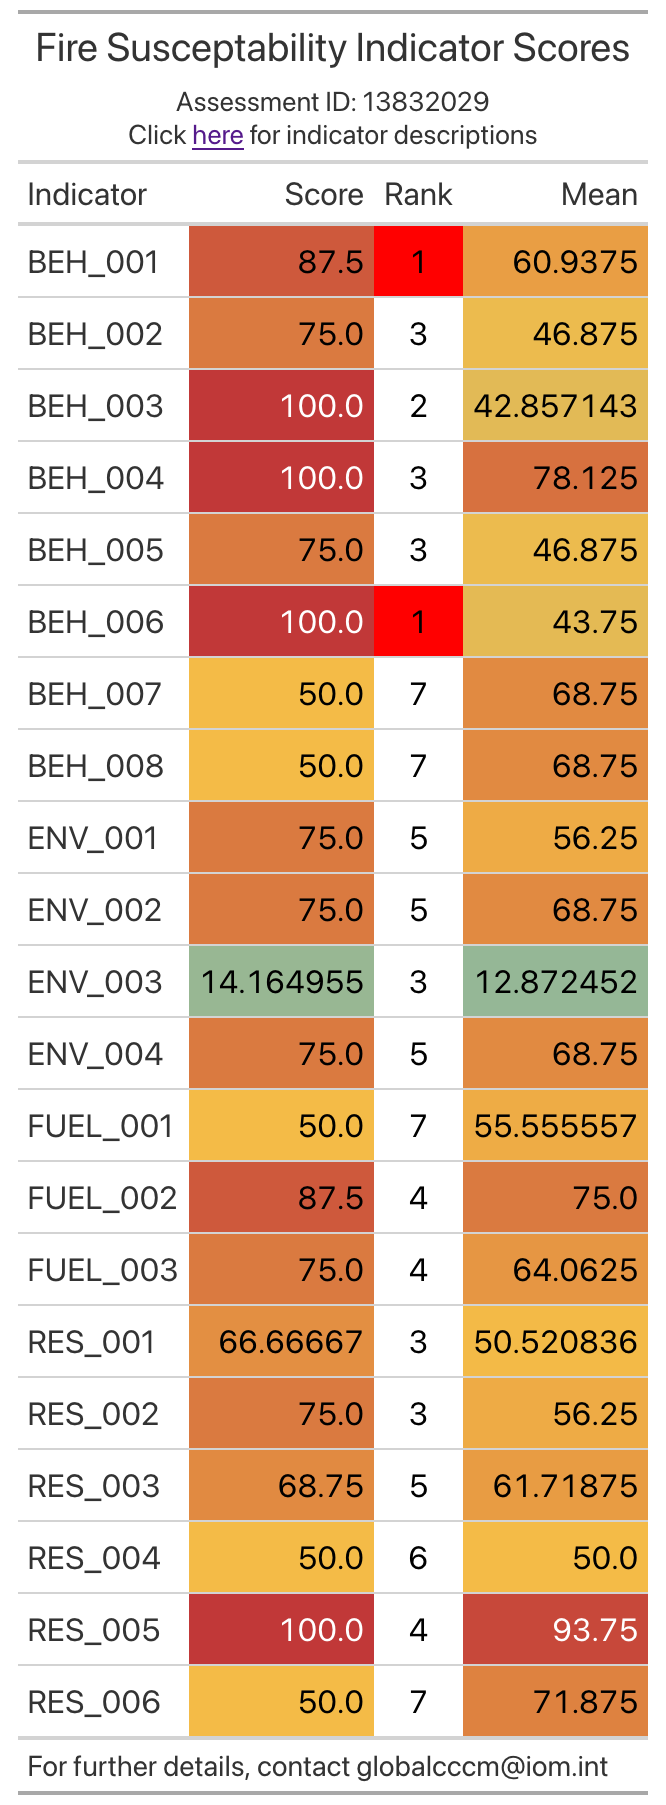 Fire Susceptability Indicator Scores
Assessment ID: 13832029
Click here for indicator descriptions
Indicator Score Rank Mean
BEH_001 87.5 1 60.9375
BEH_002 75.0 3 46.875
BEH_003 100.0 2 42.857143
BEH_004 100.0 3 78.125
BEH_005 75.0 3 46.875
BEH_006 100.0 1 43.75
BEH_007 50.0 7 68.75
BEH_008 50.0 7 68.75
ENV_001 75.0 5 56.25
ENV_002 75.0 5 68.75
ENV_003 14.164955 3 12.872452
ENV_004 75.0 5 68.75
FUEL_001 50.0 7 55.555557
FUEL_002 87.5 4 75.0
FUEL_003 75.0 4 64.0625
RES_001 66.66667 3 50.520836
RES_002 75.0 3 56.25
RES_003 68.75 5 61.71875
RES_004 50.0 6 50.0
RES_005 100.0 4 93.75
RES_006 50.0 7 71.875
For further details, contact globalcccm@iom.int